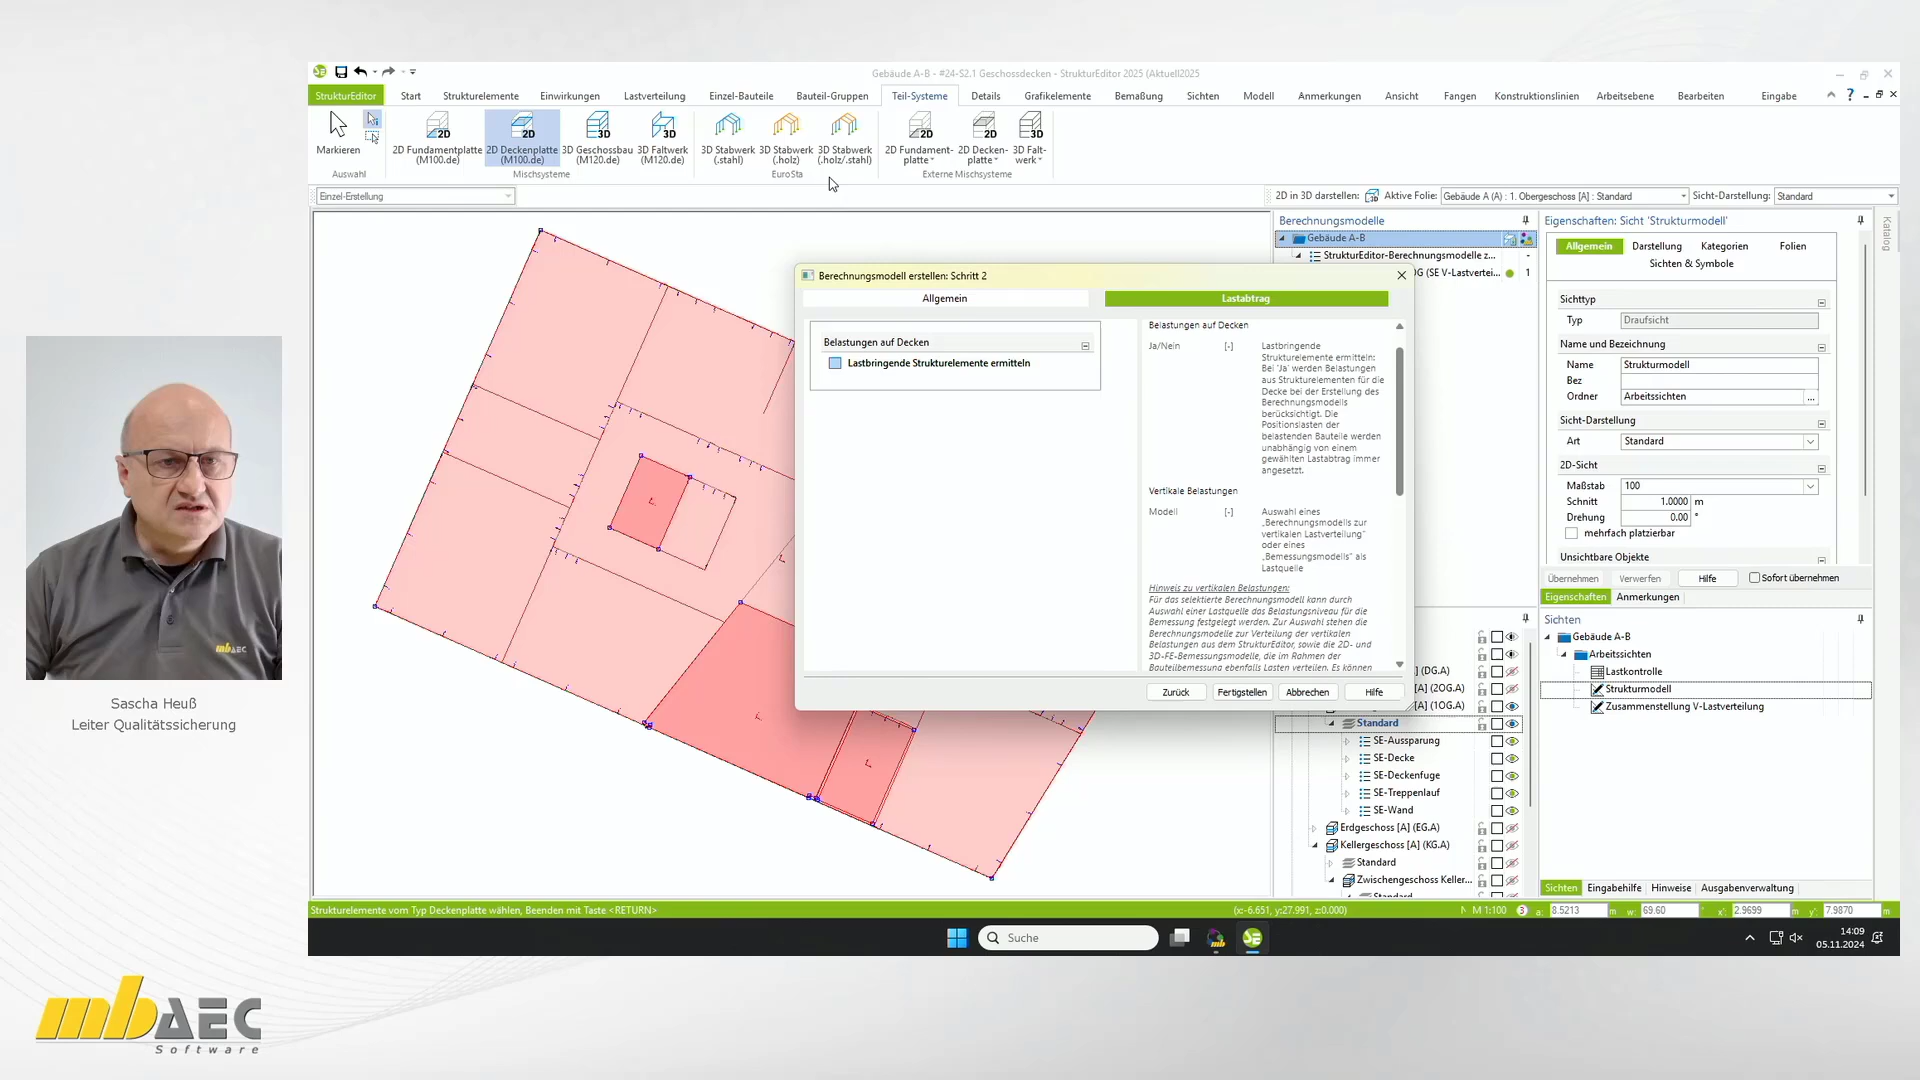 Gebäude A-B - #24-S2.1 Geschossdecken - StrukturEditor 2025 (Aktuell2025
StrukturEditor Start Strukturelemente Einwirkungen Lastverteilung Einzel-Bauteile Bauteil-Gruppen Teil-Systeme Details Grafikelemente Bemaßung Sichten Modell Anmerkungen Ansicht Fangen Konstruktionslinien Arbeitsebene Bearbeiten Eingabe
Markieren
2D Fundamentplatte (M100.de)
2D Deckenplatte (M100.de)
3D Geschossbau (M120.de)
3D Faltwerk (M120.de)
3D Stabwerk (.stahl)
3D Stabwerk (.holz)
3D Stabwerk (.holz/.stahl)
2D Fundament-platte
2D Decken-platte
3D Falt-werk
Auswahl Mischsysteme EuroSta Externe Mischsysteme
Einzel-Erstellung
2D in 3D darstellen: Aktive Folie: Gebäude A (A) : 1. Obergeschoss [A] : Standard Sicht-Darstellung: Standard
Berechnungsmodelle
Gebäude A-B
StrukturEditor-Berechnungsmodelle z... -
OG (SE V-Lastvertei... 1
Berechnungsmodell erstellen: Schritt 2
Allgemein Lastabtrag
Belastungen auf Decken
Lastbringende Strukturelemente ermitteln
Belastungen auf Decken
Ja/Nein [-] Lastbringende
Strukturelemente ermitteln:
Bei 'Ja' werden Belastungen
aus Strukturelementen für die
Decke bei der Erstellung des
Berechnungsmodells
berücksichtigt. Die
Positionslasten der
belastenden Bauteile werden
unabhängig von einem
gewählten Lastabtrag immer
angesetzt.
Vertikale Belastungen
Modell [-] Auswahl eines
„Berechnungsmodells zur
vertikalen Lastverteilung"
oder eines
„Bemessungsmodels" als
Lastquelle
Hinweis zu vertikalen Belastungen:
Für das selektierte Berechnungsmodell kann durch
Auswahl einer Lastquelle das Belastungsniveau für die
Bemessung festgelegt werden. Zur Auswahl stehen die
Berechnungsmodelle zur Verteilung der vertikalen
Belastungen aus dem StrukturEditor, sowie die 2D- und
3D-FE-Bemessungsmodelle, die im Rahmen der
Bauteilbemessung ebenfalls Lasten verteilen. Es können
Zurück Fertigstellen Abbrechen Hilfe
Eigenschaften: Sicht 'Strukturmodell'
Allgemein Darstellung Kategorien Folien
Sichten & Symbole
Sichttyp
Typ Draufsicht
Name und Bezeichnung
Name Strukturmodell
Bez
Ordner Arbeitssichten ...
Sicht-Darstellung
Art Standard
2D-Sicht
Maßstab 100
Schnitt 1.0000 m
Drehung 0.00 °
mehrfach platzierbar
Unsichtbare Objekte
Übernehmen Verwerfen Hilfe Sofort übernehmen
Eigenschaften Anmerkungen
Katalog
Sichten
Gebäude A-B
Arbeitssichten
Lastkontrolle
Strukturmodell
Zusammenstellung V-Lastverteilung
Sichten Eingabehilfe Hinweise Ausgabenverwaltung
(DG.A)
[A] (2OG.A)
[A] (1OG.A)
Standard
SE-Aussparung
SE-Decke
SE-Deckenfuge
SE-Treppenlauf
SE-Wand
Erdgeschoss [A] (EG.A)
Kellergeschoss [A] (KG.A)
Standard
Zwischengeschoss Keller...
Strukturelemente vom Typ Deckenplatte wählen, Beenden mit Taste <RETURN> (x:-6.651, y:27.991, z:0.000) M 1:100 3 a: 8.5213 m w: 69.60 ° x': 2.9699 m y': 7.9870 m
Suche
14:09
05.11.2024
Sascha Heuß
Leiter Qualitätssicherung
mb AEC
Software